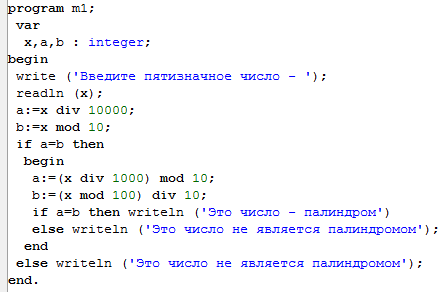 program m1;
var
x,a,b : integer;
begin
write ('Введите пятизначное число - ');
readln (x);
a:=x div 10000;
b:=x mod 10;
if a=b then
begin
a:=(x div 1000) mod 10;
b:=(x mod 100) div 10;
if a=b then writeln ('Это число - палиндром')
else writeln ('Это число не является палиндромом');
end
else writeln ('Это число не является палиндромом');
end.